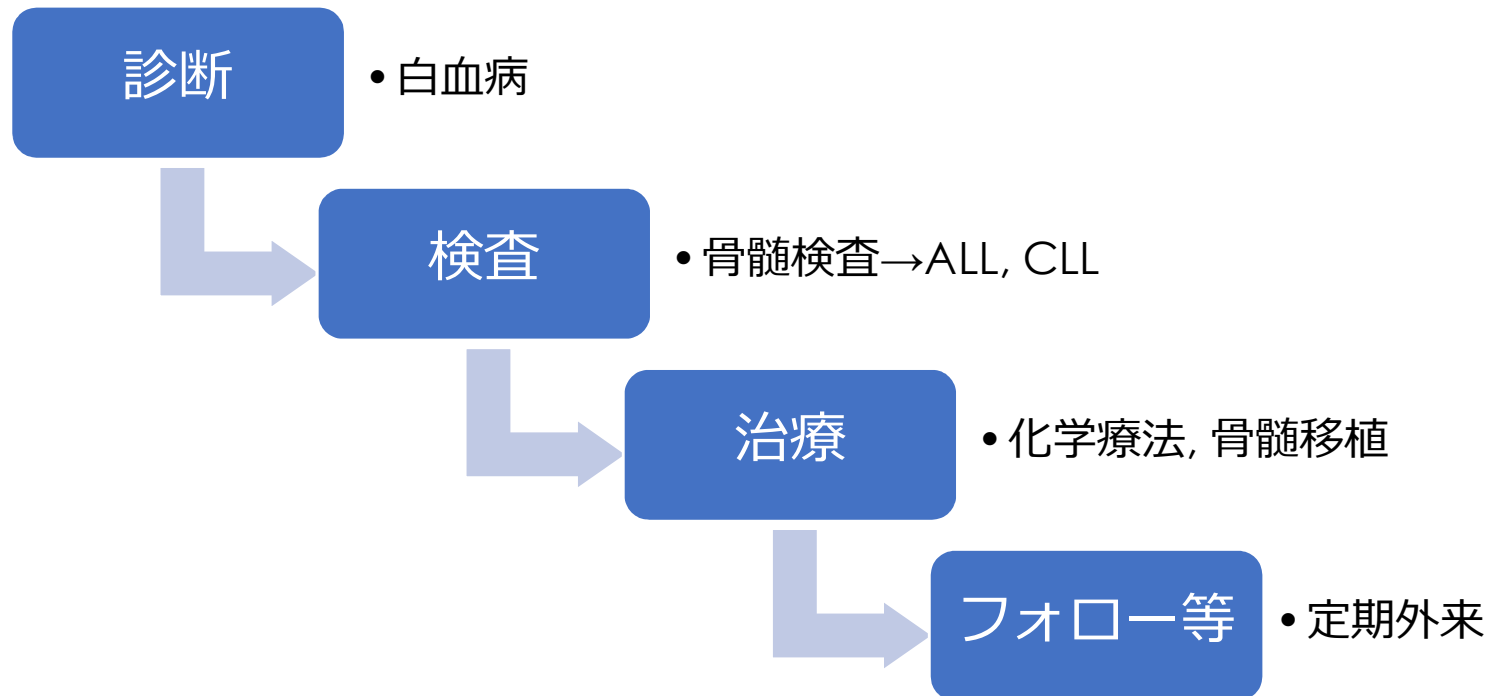 診断
• 白血病
検査
• 骨髄検査→ALL, CLL
治療
• 化学療法, 骨髄移植
フォロー等
• 定期外来